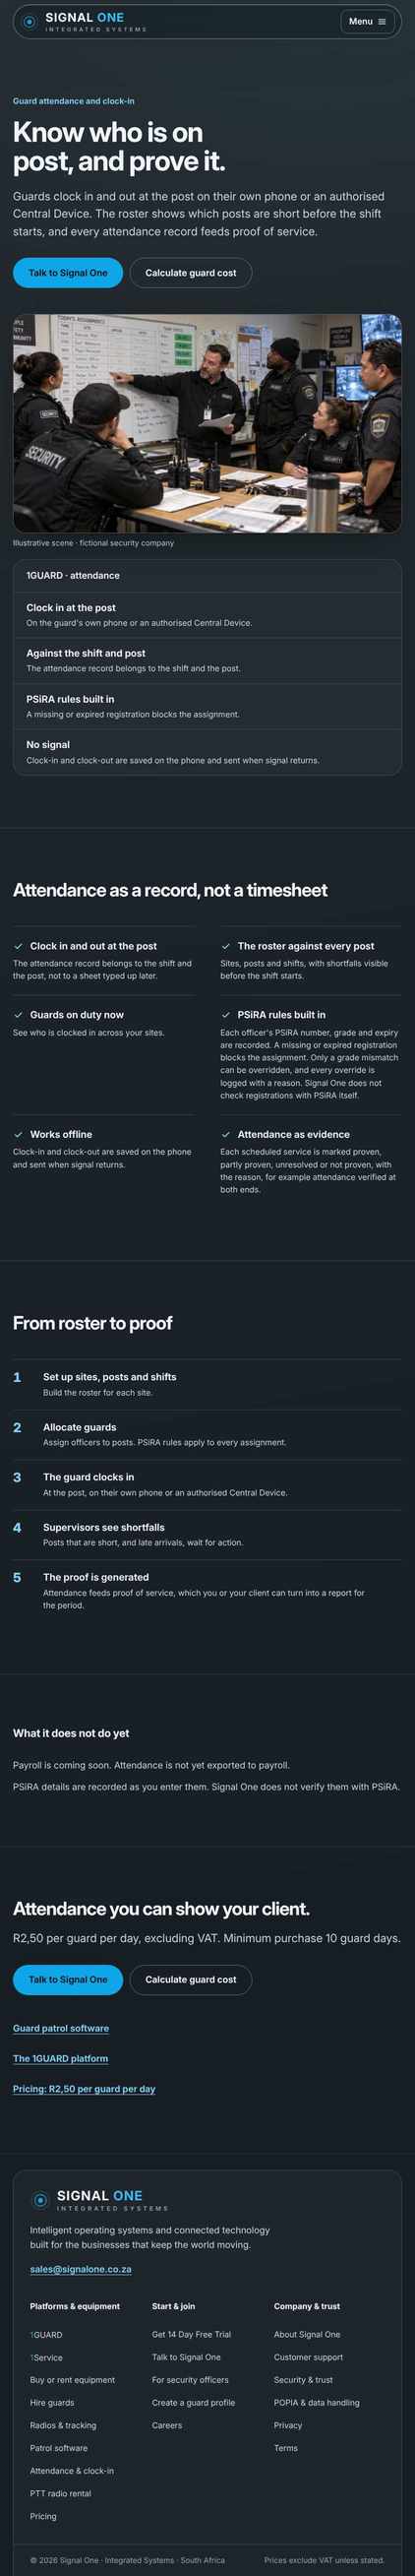 SIGNAL ONE
INTEGRATED SYSTEMS
Menu
Guard attendance and clock-in
Know who is on
post, and prove it.
Guards clock in and out at the post on their own phone or an authorised
Central Device. The roster shows which posts are short before the shift
starts, and every attendance record feeds proof of service.
Talk to Signal One
Calculate guard cost
TODAY'S ASSIGNMENTS
SECURITY
Illustrative scene · fictional security company
1GUARD · attendance
Clock in at the post
On the guard's own phone or an authorised Central Device.
Against the shift and post
The attendance record belongs to the shift and the post.
PSiRA rules built in
A missing or expired registration blocks the assignment.
No signal
Clock-in and clock-out are saved on the phone and sent when signal returns.
Attendance as a record, not a timesheet
Clock in and out at the post
The attendance record belongs to the shift and
the post, not to a sheet typed up later.
The roster against every post
Sites, posts and shifts, with shortfalls visible
before the shift starts.
Guards on duty now
See who is clocked in across your sites.
PSiRA rules built in
Each officer's PSiRA number, grade and expiry
are recorded. A missing or expired registration
blocks the assignment. Only a grade mismatch
can be overridden, and every override is
logged with a reason. Signal One does not
check registrations with PSiRA itself.
Works offline
Clock-in and clock-out are saved on the phone
and sent when signal returns.
Attendance as evidence
Each scheduled service is marked proven,
partly proven, unresolved or not proven, with
the reason, for example attendance verified at
both ends.
From roster to proof
1
Set up sites, posts and shifts
Build the roster for each site.
2
Allocate guards
Assign officers to posts. PSiRA rules apply to every assignment.
3
The guard clocks in
At the post, on their own phone or an authorised Central Device.
4
Supervisors see shortfalls
Posts that are short, and late arrivals, wait for action.
5
The proof is generated
Attendance feeds proof of service, which you or your client can turn into a report for
the period.
What it does not do yet
Payroll is coming soon. Attendance is not yet exported to payroll.
PSiRA details are recorded as you enter them. Signal One does not verify them with PSiRA.
Attendance you can show your client.
R2,50 per guard per day, excluding VAT. Minimum purchase 10 guard days.
Talk to Signal One
Calculate guard cost
Guard patrol software
The 1GUARD platform
Pricing: R2,50 per guard per day
SIGNAL ONE
INTEGRATED SYSTEMS
Intelligent operating systems and connected technology
built for the businesses that keep the world moving.
sales@signalone.co.za
Platforms & equipment
1GUARD
1Service
Buy or rent equipment
Hire guards
Radios & tracking
Patrol software
Attendance & clock-in
PTT radio rental
Pricing
Start & join
Get 14 Day Free Trial
Talk to Signal One
For security officers
Create a guard profile
Careers
Company & trust
About Signal One
Customer support
Security & trust
POPIA & data handling
Privacy
Terms
© 2026 Signal One · Integrated Systems · South Africa
Prices exclude VAT unless stated.